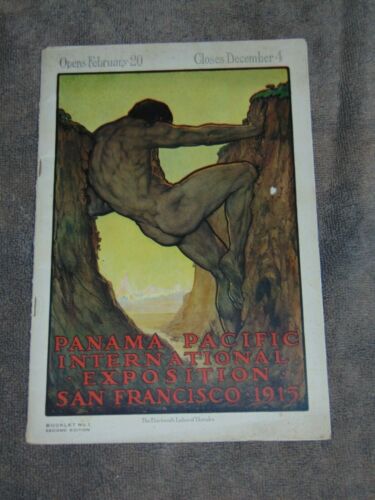 Opens February 20 Closes December 4
PANAMA - PACIFIC
INTERNATIONAL
EXPOSITION
SAN FRANCISCO · 1915
The Thirteenth Labor of Hercules
BOOKLET No. 1
SECOND EDITION